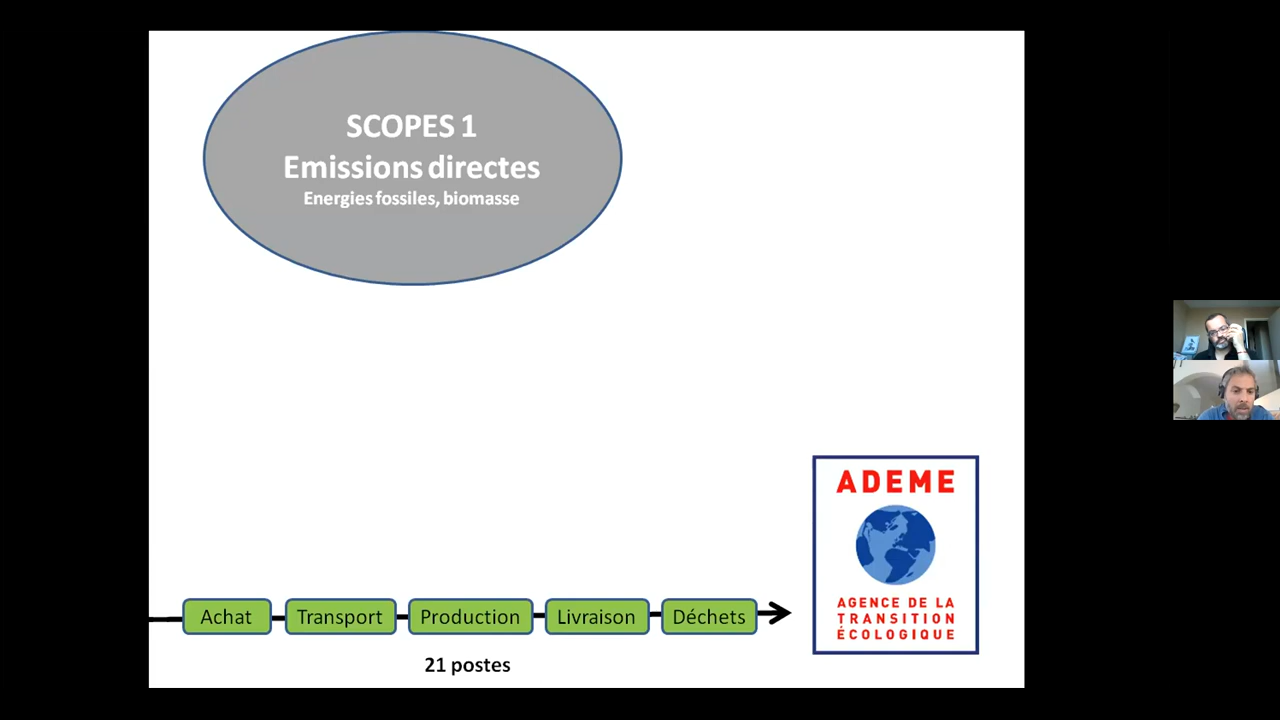 SCOPES 1
Emissions directes
Energies fossiles, biomasse
Achat
Transport
Production
Livraison
Déchets
21 postes
ADEME
AGENCE DE LA
TRANSITION
ÉCOLOGIQUE